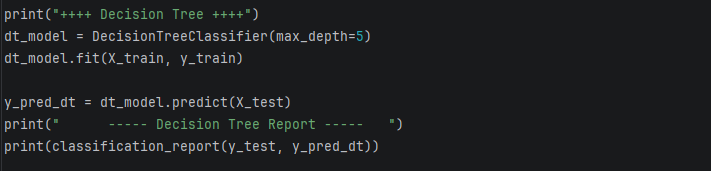 print("++++ Decision Tree ++++")
dt_model = DecisionTreeClassifier(max_depth=5)
dt_model.fit(X_train, y_train)
y_pred_dt = dt_model.predict(X_test)
print("      ----- Decision Tree Report -----   ")
print(classification_report(y_test, y_pred_dt))